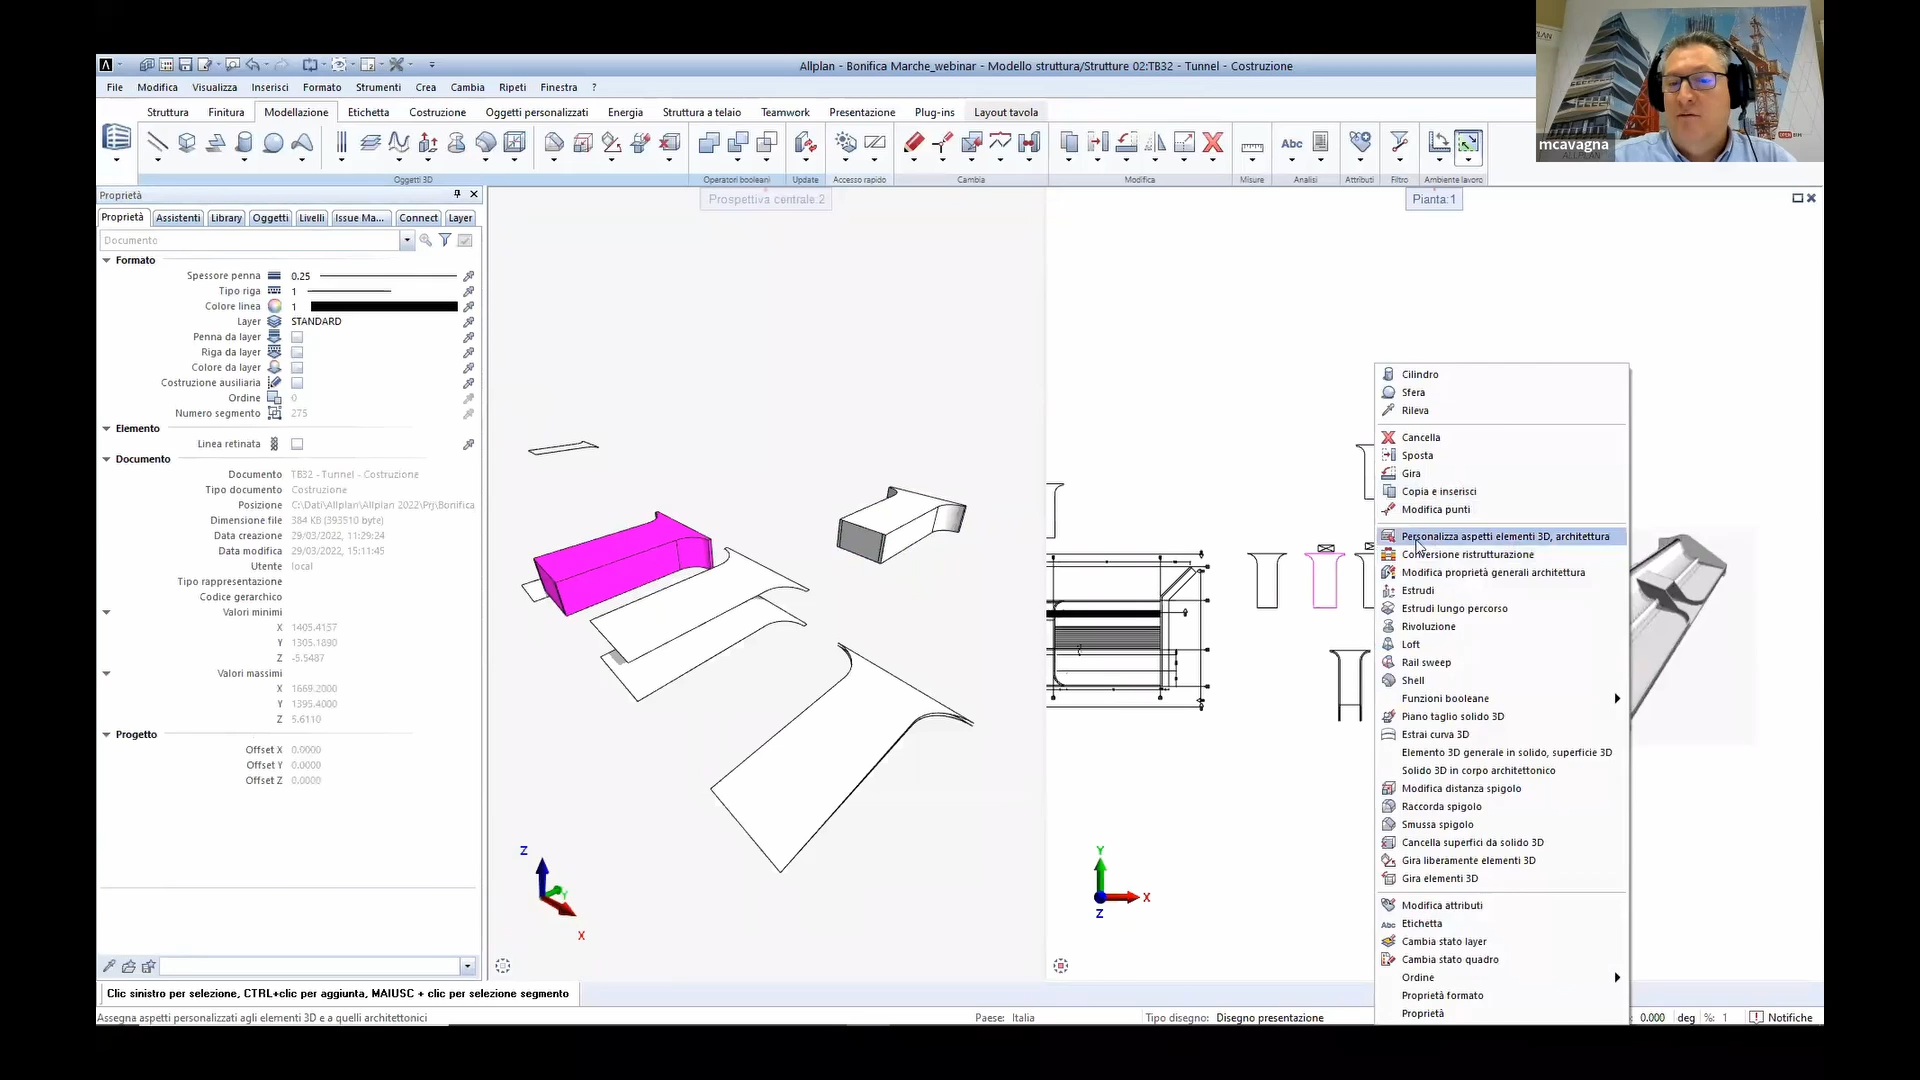 Allplan - Bonifica Marche_webinar - Modello struttura/Strutture 02:TB32 - Tunnel - Costruzione
mcavagna
File Modifica Visualizza Inserisci Formato Strumenti Crea Cambia Ripeti Finestra ?
Struttura Finitura Modellazione Etichetta Costruzione Oggetti personalizzati Energia Struttura a telaio Teamwork Presentazione Plug-ins Layout tavola
Abc
Oggetti 3D Operatori booleani Update Accesso rapido Cambia Modifica Misure Analisi Attributi Filtro Ambiente lavoro
Proprietà
Proprietà Assistenti Library Oggetti Livelli Issue Ma... Connect Layer
Documento
Formato
Spessore penna 0.25
Tipo riga 1
Colore linea 1
Layer STANDARD
Penna da layer
Riga da layer
Colore da layer
Costruzione ausiliaria
Ordine 0
Numero segmento 275
Elemento
Linea retinata
Documento
Documento TB32 - Tunnel - Costruzione
Tipo documento Costruzione
Posizione C:\Dati\Allplan\Allplan 2022\Prj\Bonifica
Dimensione file 384 KB (393510 byte)
Data creazione 29/03/2022, 11:29:24
Data modifica 29/03/2022, 15:11:45
Utente local
Tipo rappresentazione
Codice gerarchico
Valori minimi
X 1405.4157
Y 1305.1890
Z -5.5487
Valori massimi
X 1669.2000
Y 1395.4000
Z 5.6110
Progetto
Offset X 0.0000
Offset Y 0.0000
Offset Z 0.0000
Prospettiva centrale:2
Z
Y
X
Pianta:1
Y
X
Z
Cilindro
Sfera
Rileva
Cancella
Sposta
Gira
Copia e inserisci
Modifica punti
Personalizza aspetti elementi 3D, architettura
Conversione ristrutturazione
Modifica proprietà generali architettura
Estrudi
Estrudi lungo percorso
Rivoluzione
Loft
Rail sweep
Shell
Funzioni booleane
Piano taglio solido 3D
Estrai curva 3D
Elemento 3D generale in solido, superficie 3D
Solido 3D in corpo architettonico
Modifica distanza spigolo
Raccorda spigolo
Smussa spigolo
Cancella superfici da solido 3D
Gira liberamente elementi 3D
Gira elementi 3D
Modifica attributi
Abc Etichetta
Cambia stato layer
Cambia stato quadro
Ordine
Proprietà formato
Proprietà
Clic sinistro per selezione, CTRL+clic per aggiunta, MAIUSC + clic per selezione segmento
Assegna aspetti personalizzati agli elementi 3D e a quelli architettonici Paese: Italia Tipo disegno: Disegno presentazione 0.000 deg %: 1 Notifiche